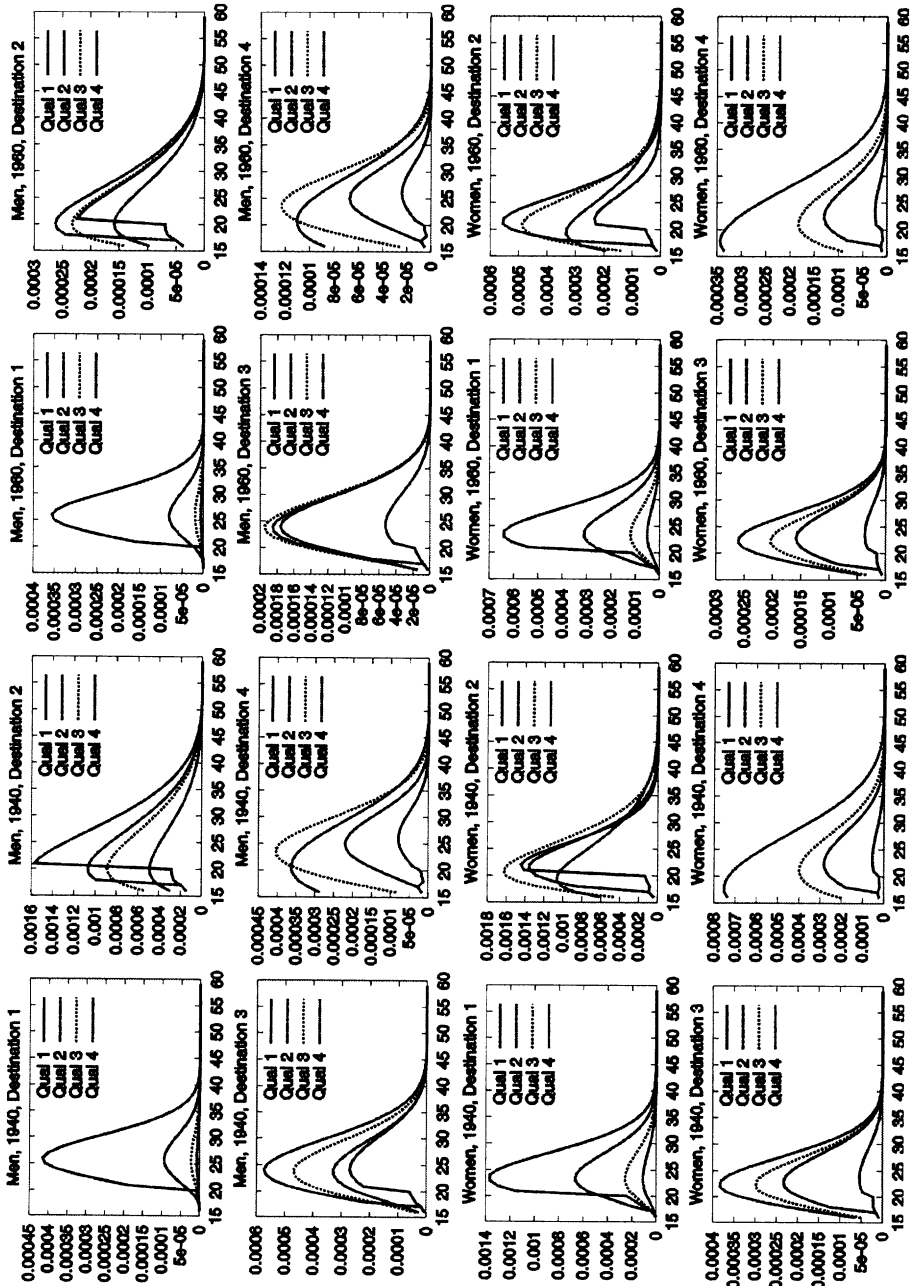 Men, 1940, Destination 1
0.00045
0.0004
0.00035
0.0003
0.00025
0.0002
0.00015
0.0001
5e-05
0
Qual 1
Qual 2
Qual 3
Qual 4
15 20 25 30 35 40 45 50 55 60
Men, 1940, Destination 2
0.0016
0.0014
0.0012
0.001
0.0008
0.0006
0.0004
0.0002
0
Qual 1
Qual 2
Qual 3
Qual 4
15 20 25 30 35 40 45 50 55 60
Men, 1960, Destination 1
0.0004
0.00035
0.0003
0.00025
0.0002
0.00015
0.0001
5e-05
0
Qual 1
Qual 2
Qual 3
Qual 4
15 20 25 30 35 40 45 50 55 60
Men, 1960, Destination 2
0.0003
0.00025
0.0002
0.00015
0.0001
5e-05
0
Qual 1
Qual 2
Qual 3
Qual 4
15 20 25 30 35 40 45 50 55 60
Men, 1940, Destination 3
0.0006
0.0005
0.0004
0.0003
0.0002
0.0001
0
Qual 1
Qual 2
Qual 3
Qual 4
15 20 25 30 35 40 45 50 55 60
Men, 1940, Destination 4
0.00045
0.0004
0.00035
0.0003
0.00025
0.0002
0.00015
0.0001
5e-05
0
Qual 1
Qual 2
Qual 3
Qual 4
15 20 25 30 35 40 45 50 55 60
Men, 1960, Destination 3
0.0002
0.00018
0.00016
0.00014
0.00012
0.0001
8e-05
6e-05
4e-05
2e-05
0
Qual 1
Qual 2
Qual 3
Qual 4
15 20 25 30 35 40 45 50 55 60
Men, 1960, Destination 4
0.00014
0.00012
0.0001
8e-05
6e-05
4e-05
2e-05
0
Qual 1
Qual 2
Qual 3
Qual 4
15 20 25 30 35 40 45 50 55 60
Women, 1940, Destination 1
0.0014
0.0012
0.001
0.0008
0.0006
0.0004
0.0002
0
Qual 1
Qual 2
Qual 3
Qual 4
15 20 25 30 35 40 45 50 55 60
Women, 1940, Destination 2
0.0018
0.0016
0.0014
0.0012
0.001
0.0008
0.0006
0.0004
0.0002
0
Qual 1
Qual 2
Qual 3
Qual 4
15 20 25 30 35 40 45 50 55 60
Women, 1960, Destination 1
0.0007
0.0006
0.0005
0.0004
0.0003
0.0002
0.0001
0
Qual 1
Qual 2
Qual 3
Qual 4
15 20 25 30 35 40 45 50 55 60
Women, 1960, Destination 2
0.0006
0.0005
0.0004
0.0003
0.0002
0.0001
0
Qual 1
Qual 2
Qual 3
Qual 4
15 20 25 30 35 40 45 50 55 60
Women, 1940, Destination 3
0.0004
0.00035
0.0003
0.00025
0.0002
0.00015
0.0001
5e-05
0
Qual 1
Qual 2
Qual 3
Qual 4
15 20 25 30 35 40 45 50 55 60
Women, 1940, Destination 4
0.0008
0.0007
0.0006
0.0005
0.0004
0.0003
0.0002
0.0001
0
Qual 1
Qual 2
Qual 3
Qual 4
15 20 25 30 35 40 45 50 55 60
Women, 1960, Destination 3
0.0003
0.00025
0.0002
0.00015
0.0001
5e-05
0
Qual 1
Qual 2
Qual 3
Qual 4
15 20 25 30 35 40 45 50 55 60
Women, 1960, Destination 4
0.00035
0.0003
0.00025
0.0002
0.00015
0.0001
5e-05
0
Qual 1
Qual 2
Qual 3
Qual 4
15 20 25 30 35 40 45 50 55 60